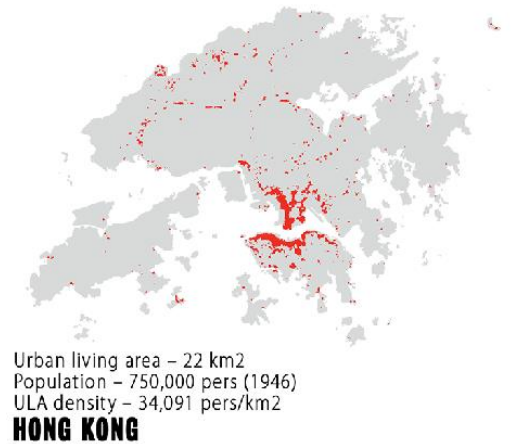 Urban living area – 22 km2
Population – 750,000 pers (1946)
ULA density – 34,091 pers/km2
HONG KONG